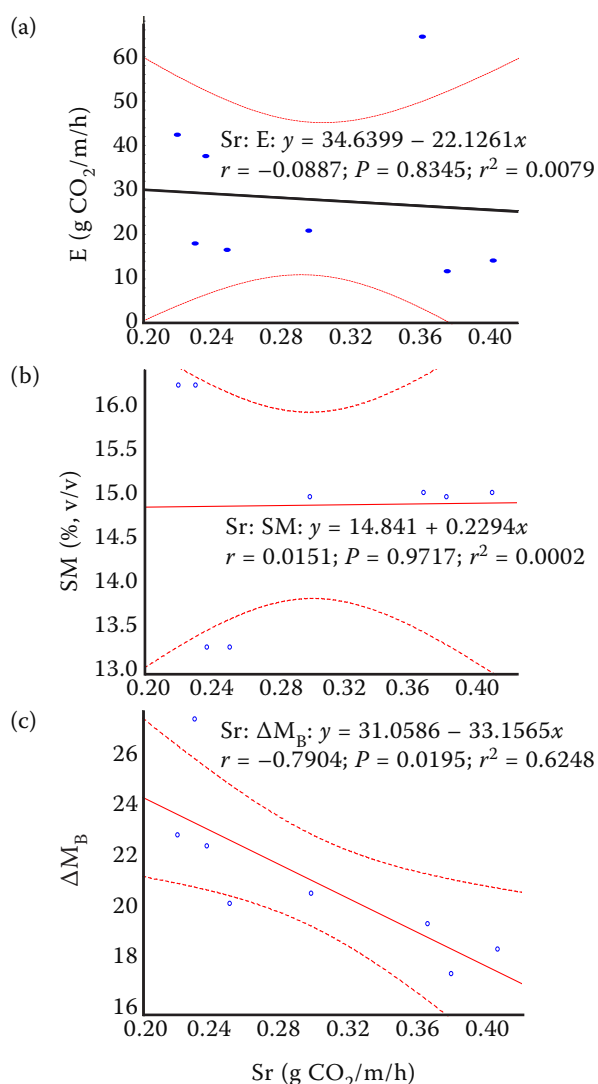 (a)
E (g CO₂/m/h)
60
50
40
30
20
10
0
Sr: E: y = 34.6399 – 22.1261x
r = −0.0887; P = 0.8345; r² = 0.0079
0.20 0.24 0.28 0.32 0.36 0.40
(b)
SM (%, v/v)
16.0
15.5
15.0
14.5
14.0
13.5
13.0
Sr: SM: y = 14.841 + 0.2294x
r = 0.0151; P = 0.9717; r² = 0.0002
0.20 0.24 0.28 0.32 0.36 0.40
(c)
ΔM_B
26
24
22
20
18
16
Sr: ΔM_B: y = 31.0586 – 33.1565x
r = −0.7904; P = 0.0195; r² = 0.6248
0.20 0.24 0.28 0.32 0.36 0.40
Sr (g CO₂/m/h)